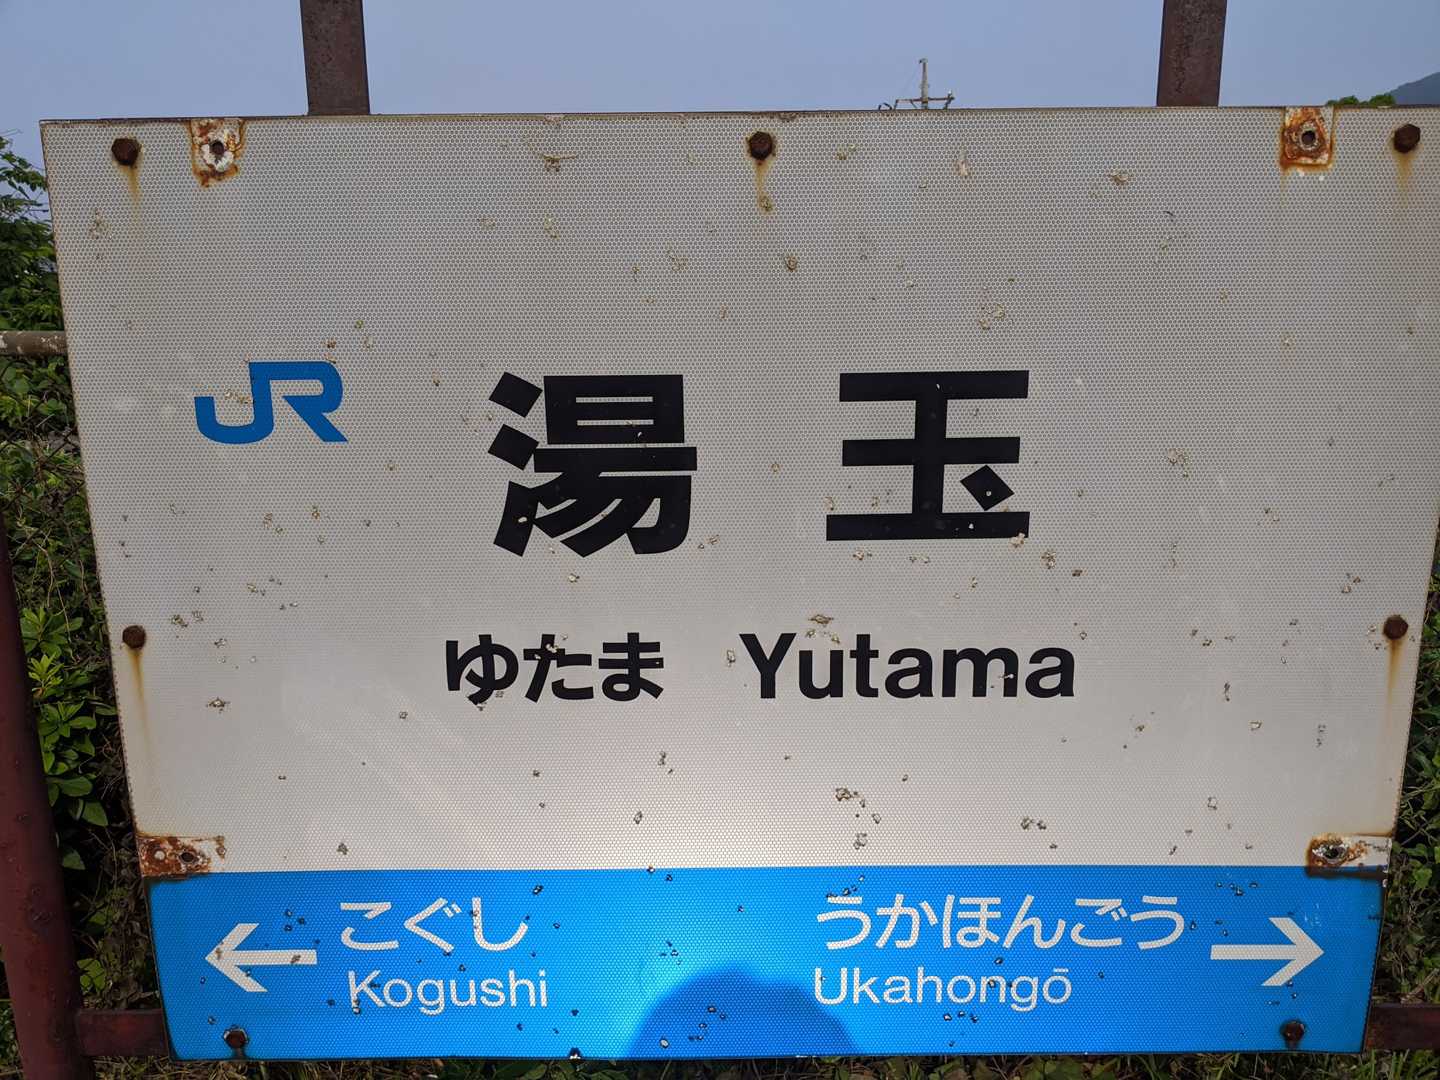 JR 湯玉
ゆたま Yutama
← こぐし うかほんごう →
Kogushi Ukahongō